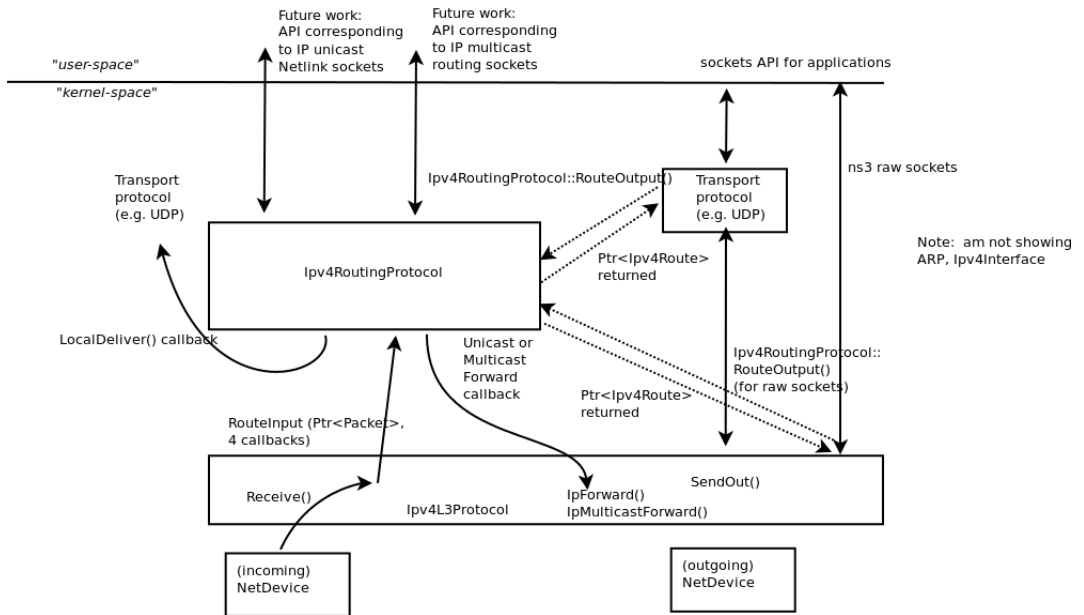 Future work:
API corresponding
to IP unicast
Netlink sockets
Future work:
API corresponding
to IP multicast
routing sockets
"user-space"
sockets API for applications
"kernel-space"
ns3 raw sockets
Transport
protocol
(e.g. UDP)
Ipv4RoutingProtocol::RouteOutput()
Transport
protocol
(e.g. UDP)
Note:  am not showing
ARP, Ipv4Interface
Ipv4RoutingProtocol
Ptr<Ipv4Route>
returned
LocalDeliver() callback
Unicast or
Multicast
Forward
callback
Ipv4RoutingProtocol::
RouteOutput()
(for raw sockets)
Ptr<Ipv4Route>
returned
RouteInput (Ptr<Packet>,
4 callbacks)
SendOut()
Receive()
IpForward()
IpMulticastForward()
Ipv4L3Protocol
(incoming)
NetDevice
(outgoing)
NetDevice